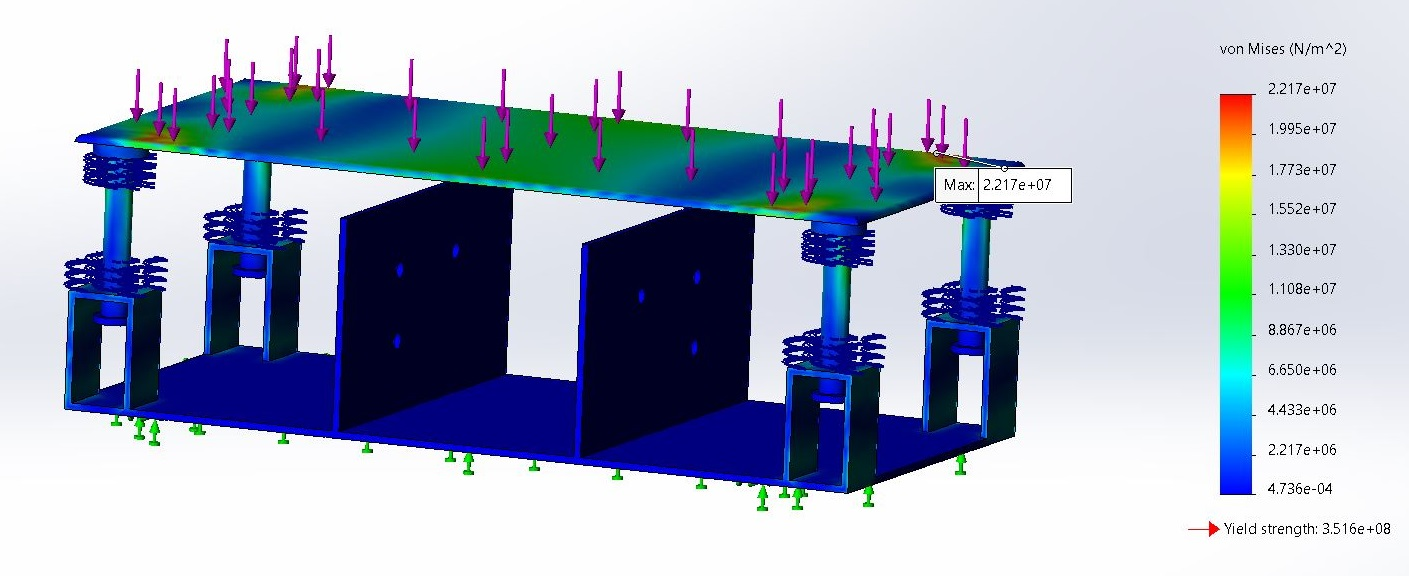 von Mises (N/m^2)
2.217e+07
1.995e+07
1.773e+07
1.552e+07
1.330e+07
1.108e+07
8.867e+06
6.650e+06
4.433e+06
2.217e+06
4.736e-04
Yield strength: 3.516e+08
Max: 2.217e+07